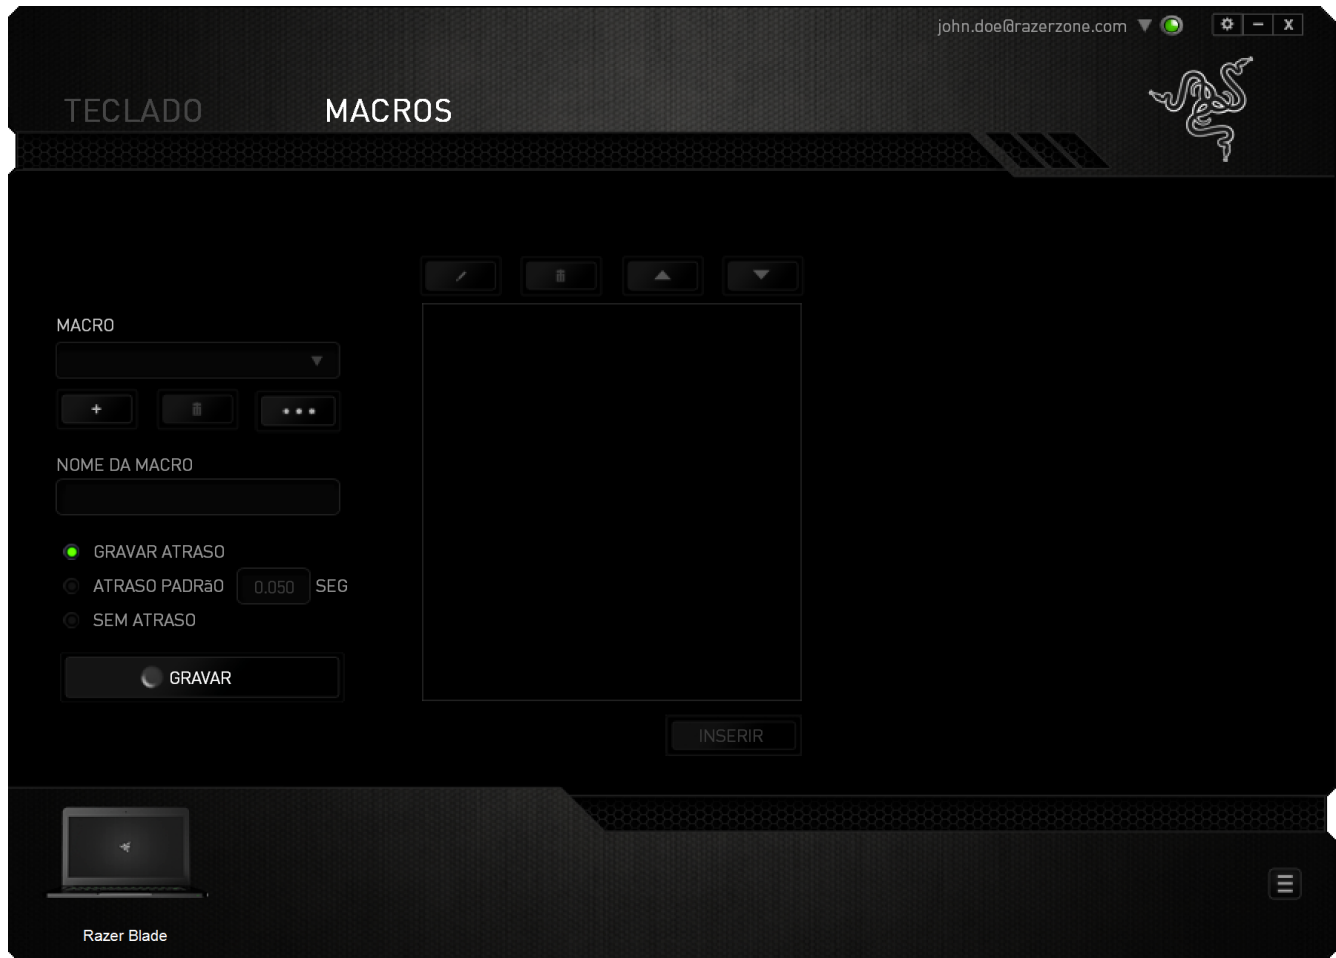 john.doe@razerzone.com
TECLADO MACROS
MACRO
NOME DA MACRO
GRAVAR ATRASO
ATRASO PADRãO 0.050 SEG
SEM ATRASO
GRAVAR
INSERIR
Razer Blade